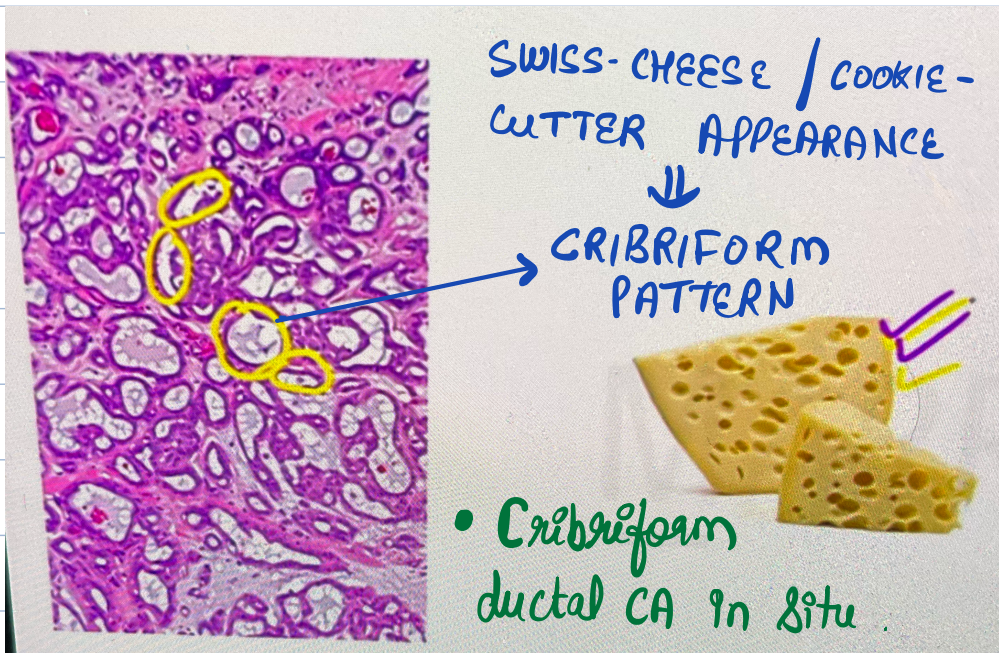 SWISS-CHEESE / COOKIE-
CUTTER APPEARANCE
⇓
CRIBRIFORM
PATTERN
• Cribriform
ductal CA in situ.